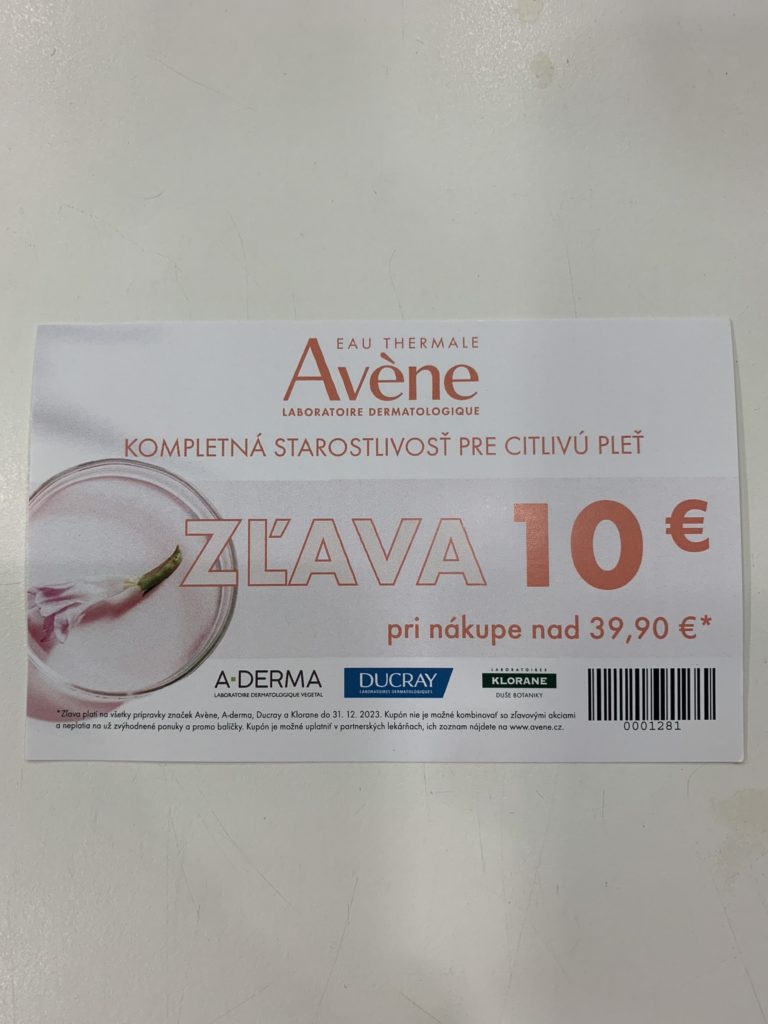 EAU THERMALE
Avène
LABORATOIRE DERMATOLOGIQUE
KOMPLETNÁ STAROSTLIVOSŤ PRE CITLIVÚ PLEŤ
ZĽAVA 10 €
pri nákupe nad 39,90 €*
A-DERMA
LABORATOIRE DERMATOLOGIQUE VEGETAL
DUCRAY
LABORATOIRES DERMATOLOGIQUES
LABORATOIRES
KLORANE
DUŠE BOTANIKY
*Zľava platí na všetky prípravky značiek Avène, A-derma, Ducray a Klorane do 31. 12. 2023. Kupón nie je možné kombinovať so zľavovými akciami
a neplatia na už zvýhodnené ponuky a promo balíčky. Kupón je možné uplatniť v partnerských lekárňach, ich zoznam nájdete na www.avene.cz.
0001281